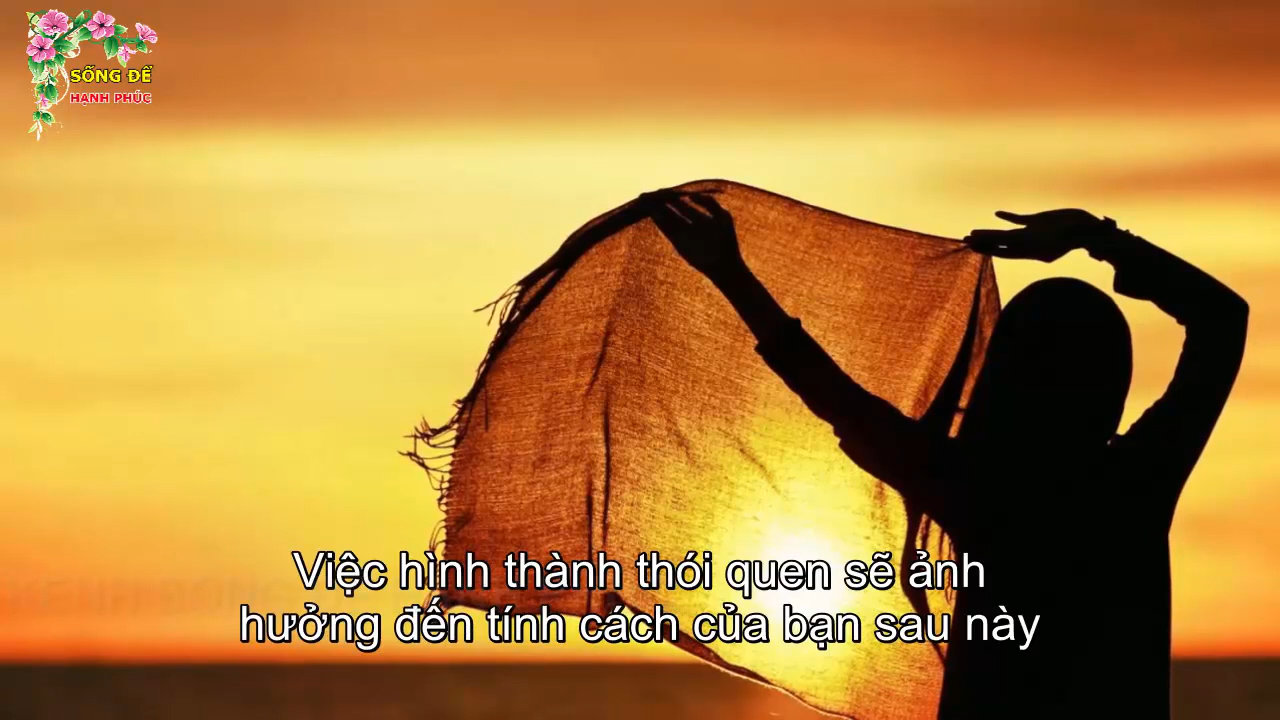 SỐNG ĐỂ
HẠNH PHÚC
Việc hình thành thói quen sẽ ảnh
hưởng đến tính cách của bạn sau này